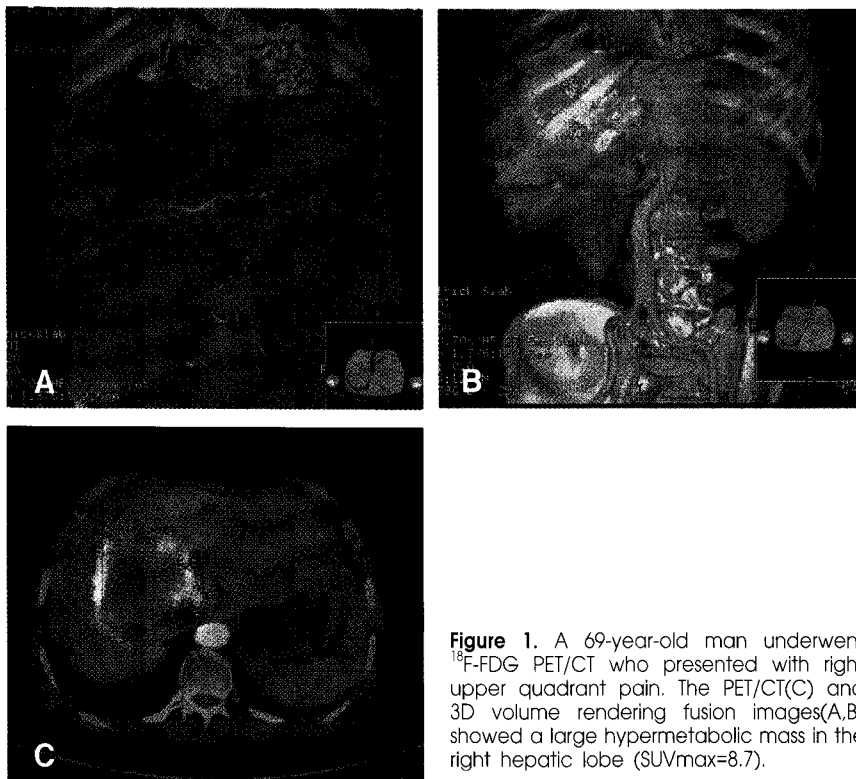 A
B
C
Figure 1. A 69-year-old man underwen
¹⁸F-FDG PET/CT who presented with righ
upper quadrant pain. The PET/CT(C) and
3D volume rendering fusion images(A,B
showed a large hypermetabolic mass in the
right hepatic lobe (SUVmax=8.7).